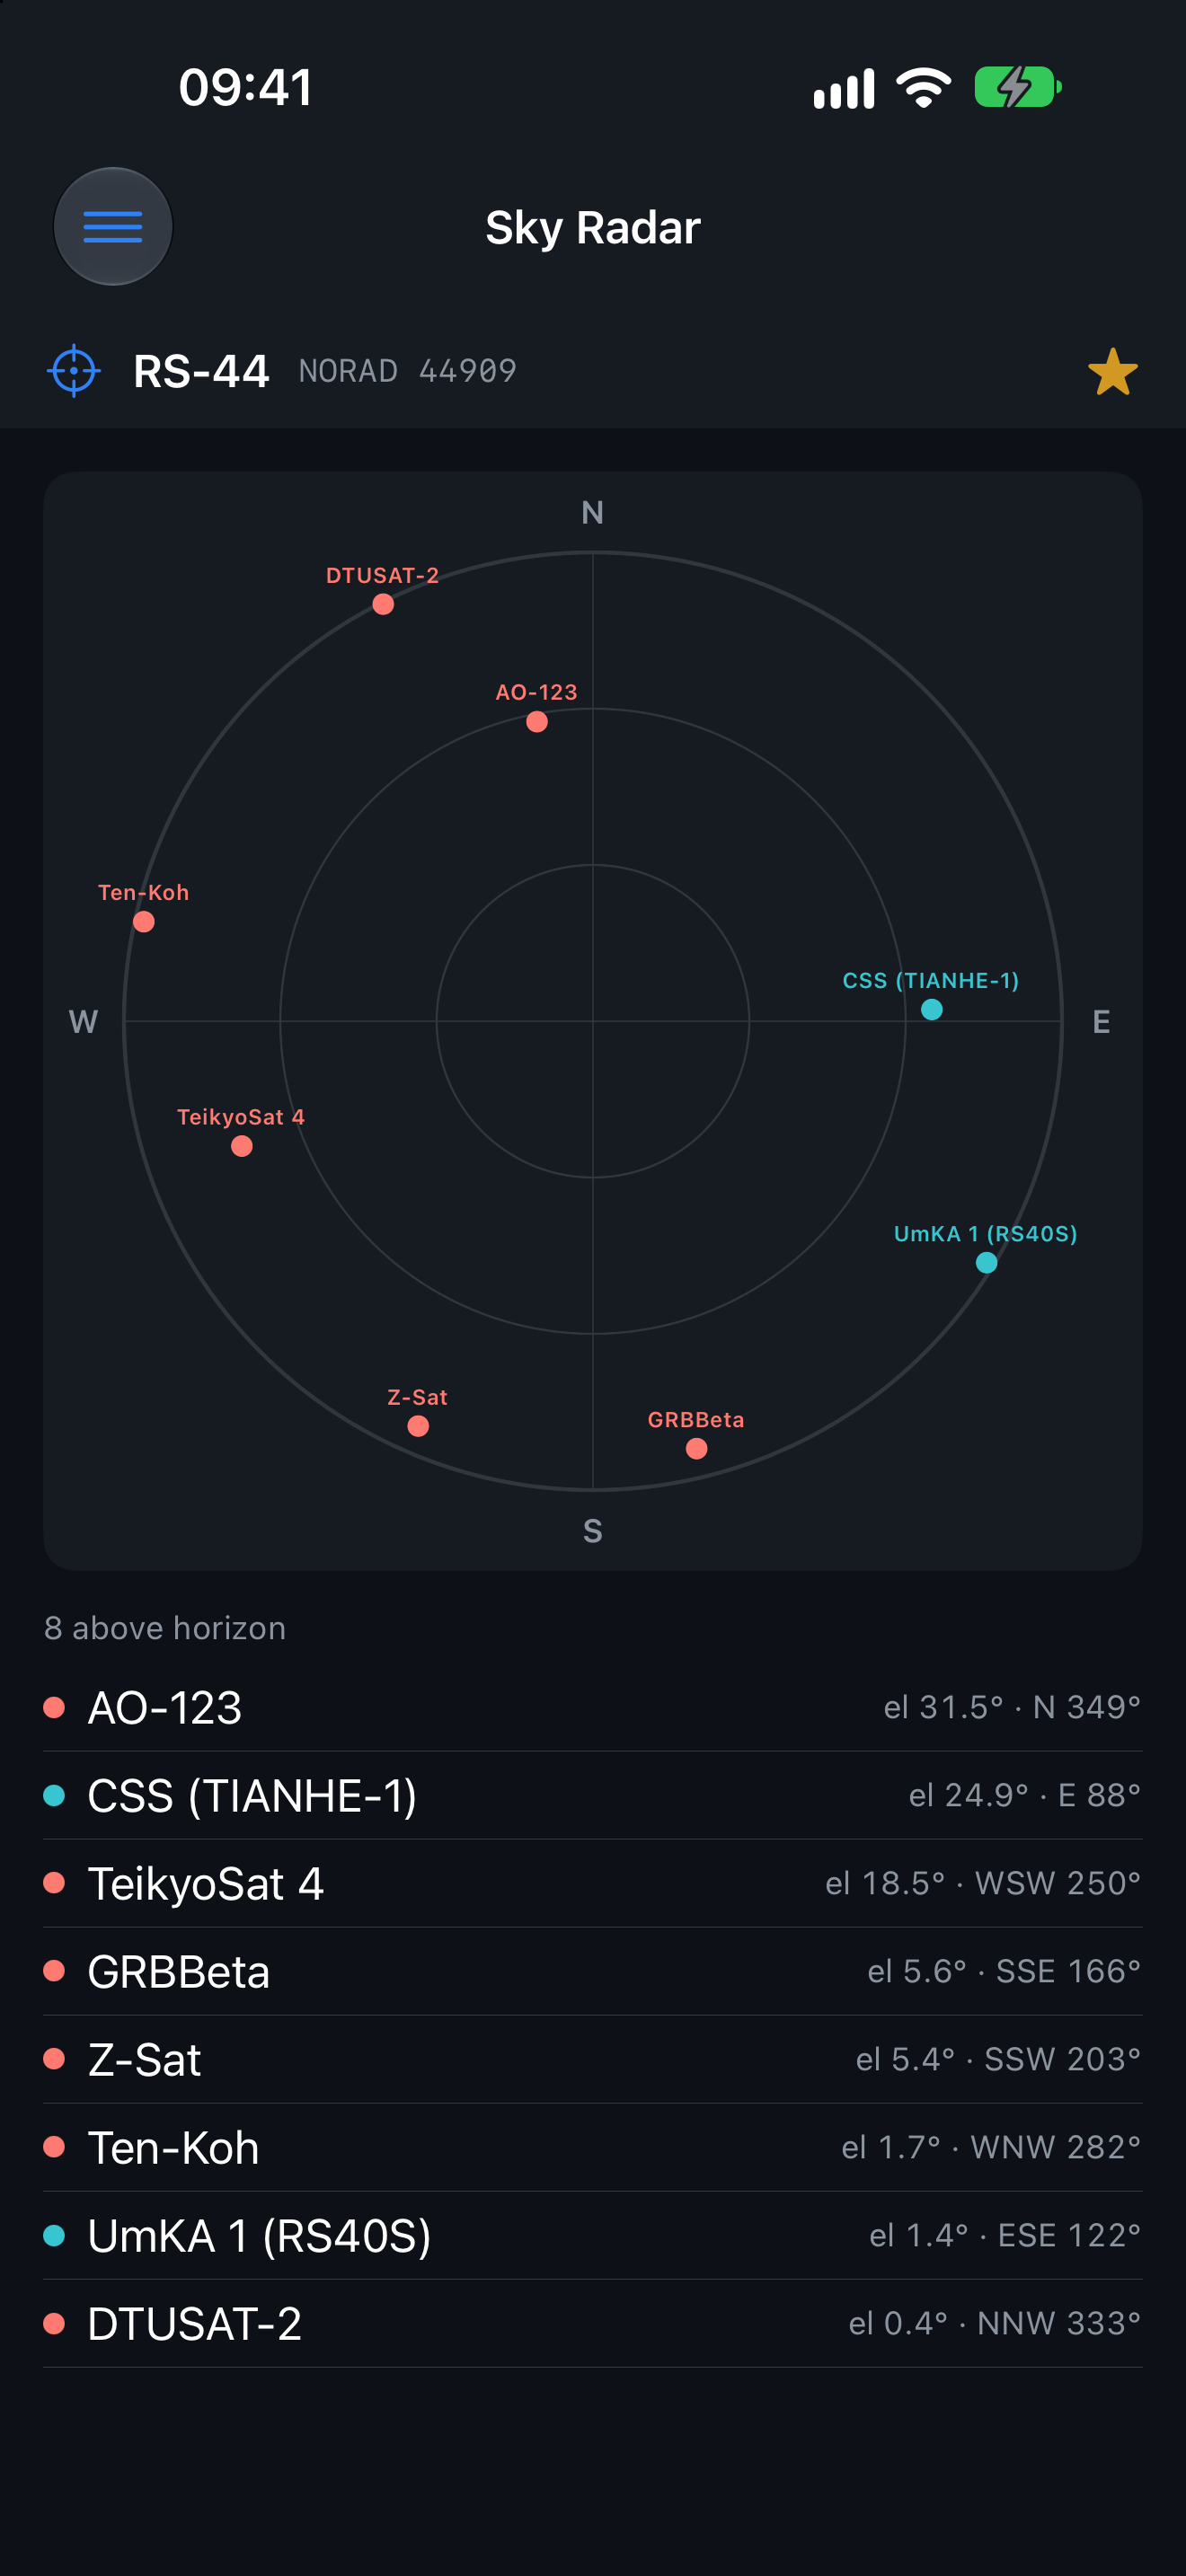 09:41
Sky Radar
RS-44 NORAD 44909
N
DTUSAT-2
AO-123
Ten-Koh
CSS (TIANHE-1)
W
E
TeikyoSat 4
UmKA 1 (RS40S)
Z-Sat
GRBBeta
S
8 above horizon
AO-123 el 31.5° · N 349°
CSS (TIANHE-1) el 24.9° · E 88°
TeikyoSat 4 el 18.5° · WSW 250°
GRBBeta el 5.6° · SSE 166°
Z-Sat el 5.4° · SSW 203°
Ten-Koh el 1.7° · WNW 282°
UmKA 1 (RS40S) el 1.4° · ESE 122°
DTUSAT-2 el 0.4° · NNW 333°